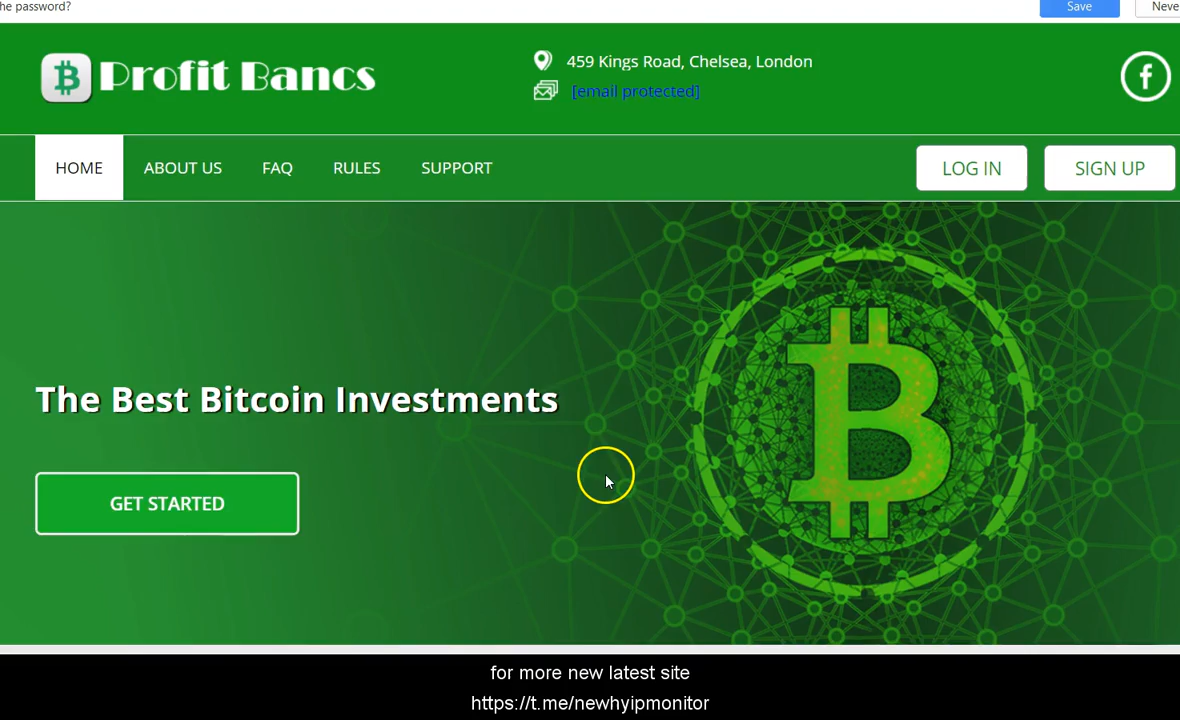 he password?
Save
Neve
Profit Bancs
459 Kings Road, Chelsea, London
[email protected]
HOME
ABOUT US
FAQ
RULES
SUPPORT
LOG IN
SIGN UP
The Best Bitcoin Investments
GET STARTED
for more new latest site
https://t.me/newhyipmonitor